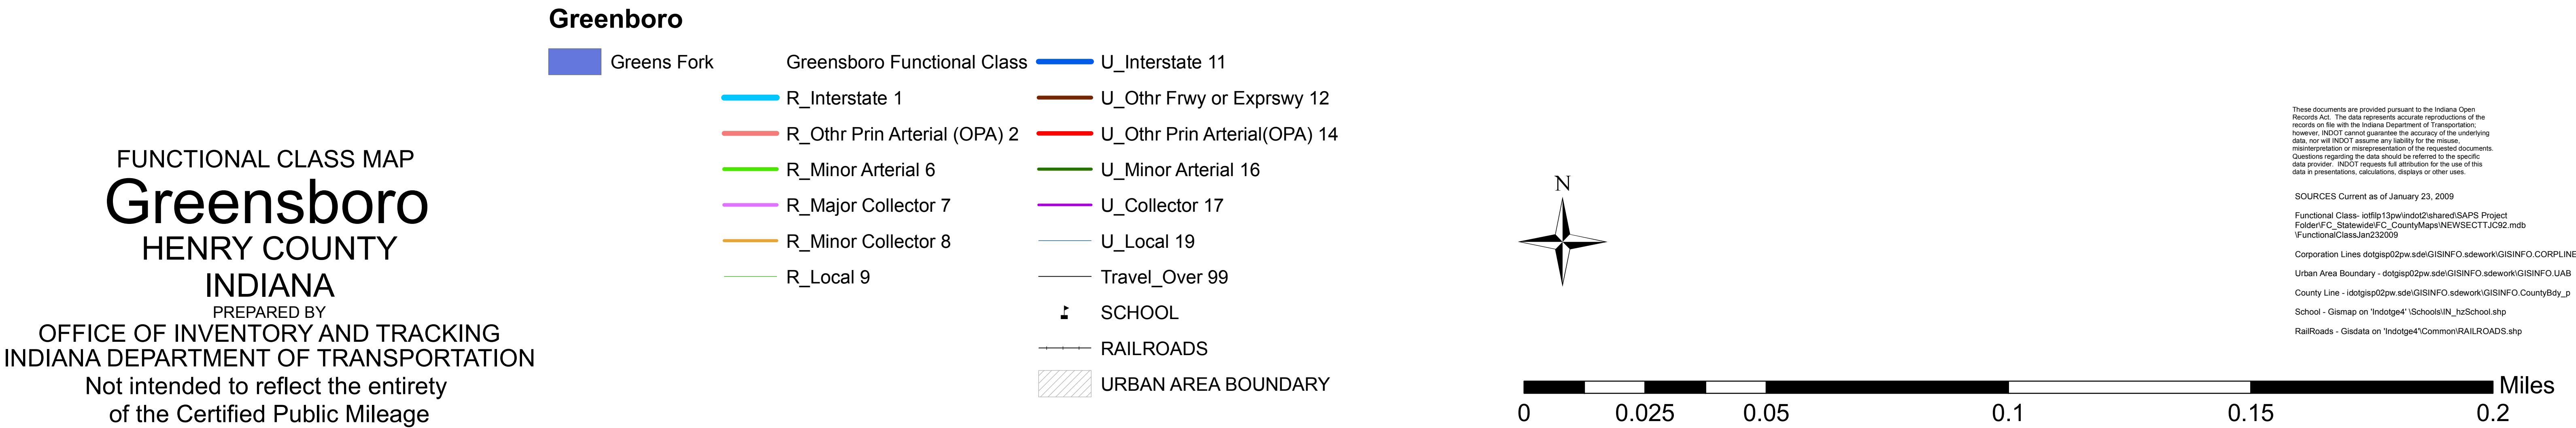 FUNCTIONAL CLASS MAP
Greensboro
HENRY COUNTY
INDIANA
PREPARED BY
OFFICE OF INVENTORY AND TRACKING
INDIANA DEPARTMENT OF TRANSPORTATION
Not intended to reflect the entirety
of the Certified Public Mileage
Greenboro
Greens Fork
Greensboro Functional Class
R_Interstate 1
R_Othr Prin Arterial (OPA) 2
R_Minor Arterial 6
R_Major Collector 7
R_Minor Collector 8
R_Local 9
U_Interstate 11
U_Othr Frwy or Exprswy 12
U_Othr Prin Arterial(OPA) 14
U_Minor Arterial 16
U_Collector 17
U_Local 19
Travel_Over 99
SCHOOL
RAILROADS
URBAN AREA BOUNDARY
N
Miles
0 0.025 0.05 0.1 0.15 0.2
These documents are provided pursuant to the Indiana Open
Records Act. The data represents accurate reproductions of the
records on file with the Indiana Department of Transportation;
however, INDOT cannot guarantee the accuracy of the underlying
data, nor will INDOT assume any liability for the misuse,
misinterpretation or misrepresentation of the requested documents.
Questions regarding the data should be referred to the specific
data provider. INDOT requests full attribution for the use of this
data in presentations, calculations, displays or other uses.
SOURCES Current as of January 23, 2009
Functional Class- iotfilp13pw\indot2\shared\SAPS Project
Folder\FC_Statewide\FC_CountyMaps\NEWSECTTJC92.mdb
\FunctionalClassJan232009
Corporation Lines dotgisp02pw.sde\GISINFO.sdework\GISINFO.CORPLINE
Urban Area Boundary - dotgisp02pw.sde\GISINFO.sdework\GISINFO.UAB
County Line - idotgisp02pw.sde\GISINFO.sdework\GISINFO.CountyBdy_p
School - Gismap on 'Indotge4' \Schools\IN_hzSchool.shp
RailRoads - Gisdata on 'Indotge4'\Common\RAILROADS.shp